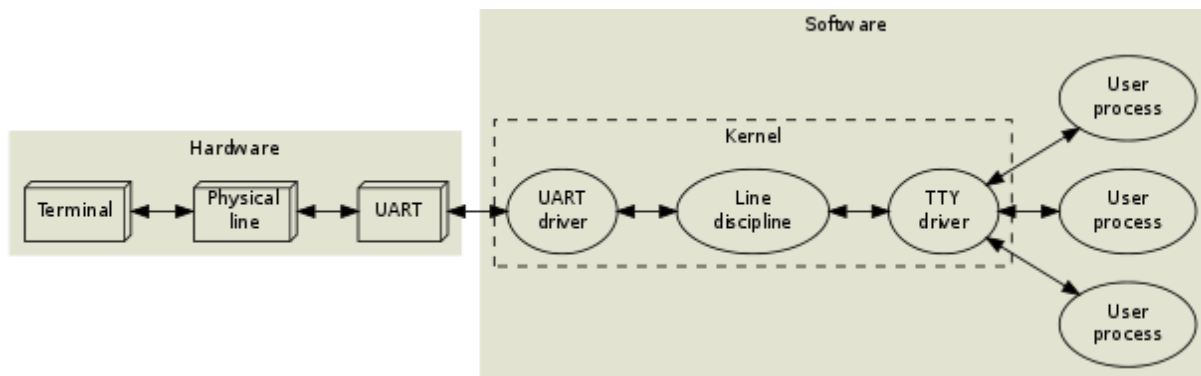 Software
Hardware
Kernel
Terminal
Physical
line
UART
UART
driver
Line
discipline
TTY
driver
User
process
User
process
User
process